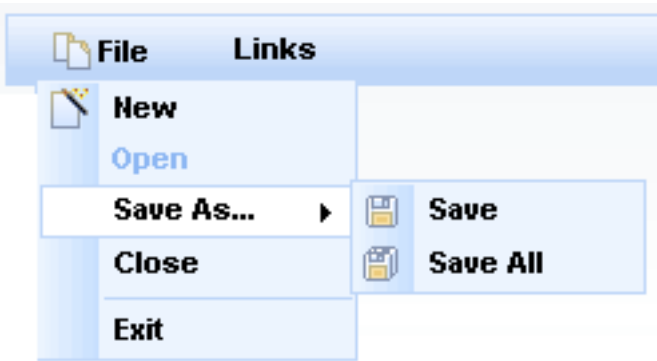 File Links
New
Open
Save As... Save
Close Save All
Exit